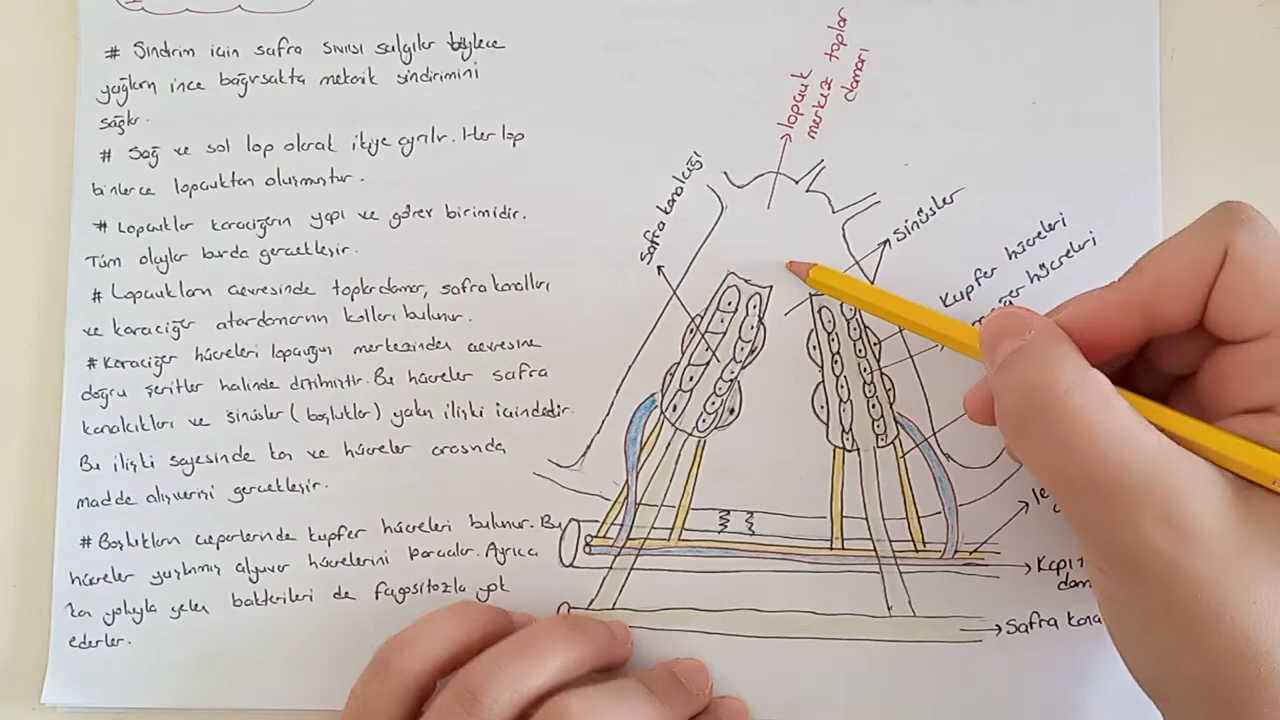 # Sindirim için safra sıvısı salgılar böylece
yağların ince bağırsakta mekanik sindirimini
sağlar.
# Sağ ve sol lop olarak ikiye ayrılır. Her lop
binlerce lopçuktan oluşmuştur.
# Lopçuklar karaciğerin yapı ve görev birimidir.
Tüm olaylar burda gerçekleşir.
# Lopçukların çevresinde toplardamar, safra kanalları
ve karaciğer atardamarının kolları bulunur.
# Karaciğer hücreleri lopçuğun merkezinden çevresine
doğru şeritler halinde dizilmiştir. Bu hücreler safra
kanalcıkları ve sinüsler (boşluklar) yakın ilişki içindedir.
Bu ilişki sayesinde kan ve hücreler arasında
madde alışverişi gerçekleşir.
# Boşlukların çeperlerinde kupfer hücreleri bulunur. Bu
hücreler yaşlanmış alyuvar hücrelerini parçalar. Ayrıca
kan yoluyla gelen bakterileri de fagositozla yok
ederler.
lopçuk
merkez toplar
damarı
safra kanalcığı
Sinüsler
Kupfer hücreleri
hücreleri
Kapı
Safra